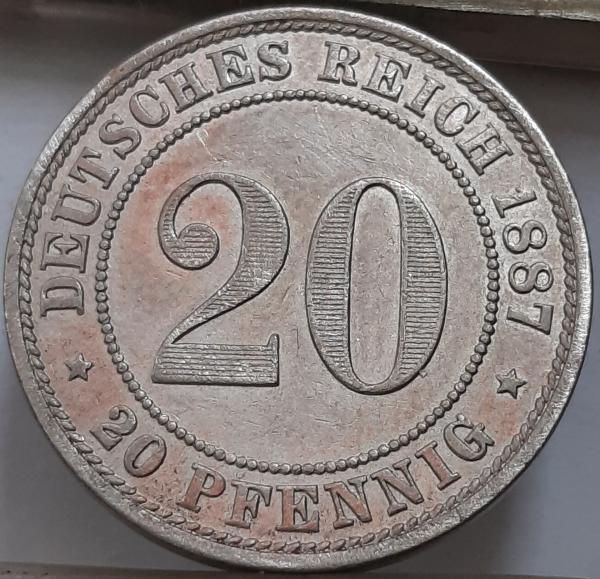 DEUTSCHES REICH 1887
20
20 PFENNIG